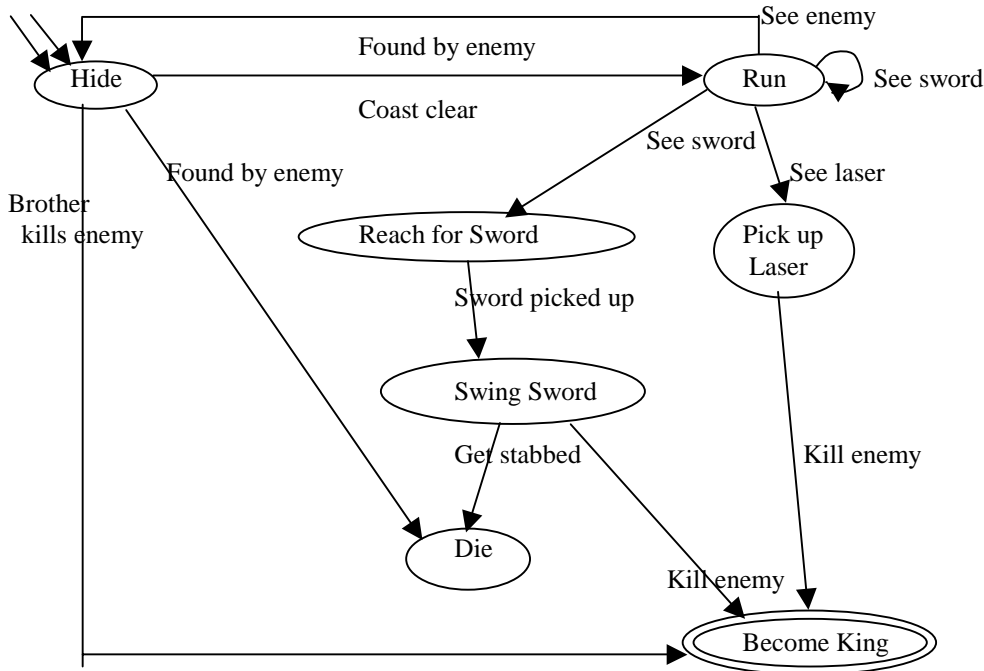 See enemy
Found by enemy
Hide
Run
See sword
Coast clear
See sword
Found by enemy
See laser
Brother
kills enemy
Reach for Sword
Pick up
Laser
Sword picked up
Swing Sword
Get stabbed
Kill enemy
Die
Kill enemy
Become King